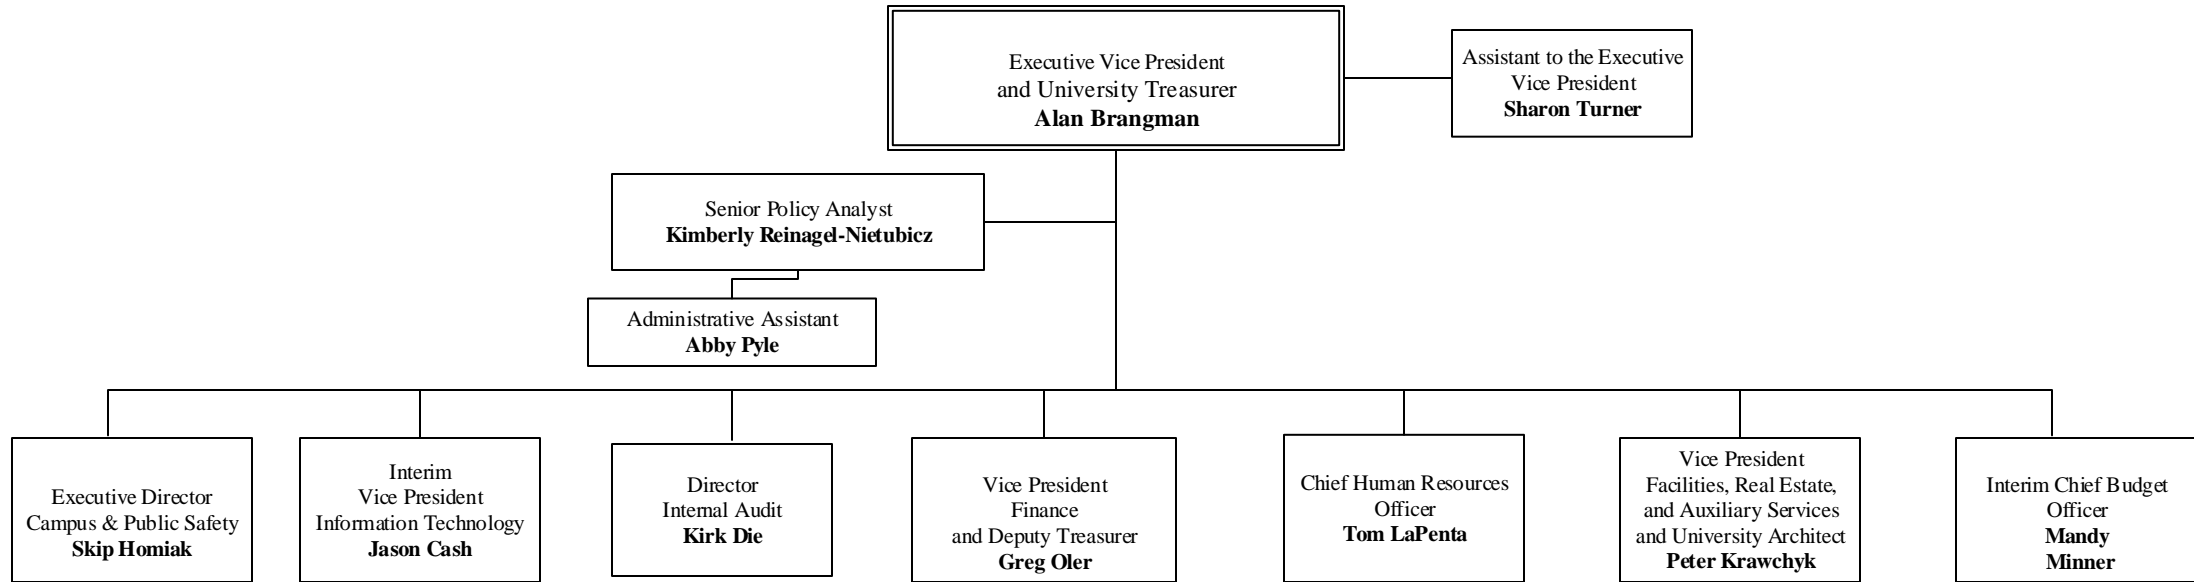 Executive Vice President
and University Treasurer
Alan Brangman
Assistant to the Executive
Vice President
Sharon Turner
Senior Policy Analyst
Kimberly Reinagel-Nietubicz
Administrative Assistant
Abby Pyle
Executive Director
Campus & Public Safety
Skip Homiak
Interim
Vice President
Information Technology
Jason Cash
Director
Internal Audit
Kirk Die
Vice President
Finance
and Deputy Treasurer
Greg Oler
Chief Human Resources
Officer
Tom LaPenta
Vice President
Facilities, Real Estate,
and Auxiliary Services
and University Architect
Peter Krawchyk
Interim Chief Budget
Officer
Mandy
Minner